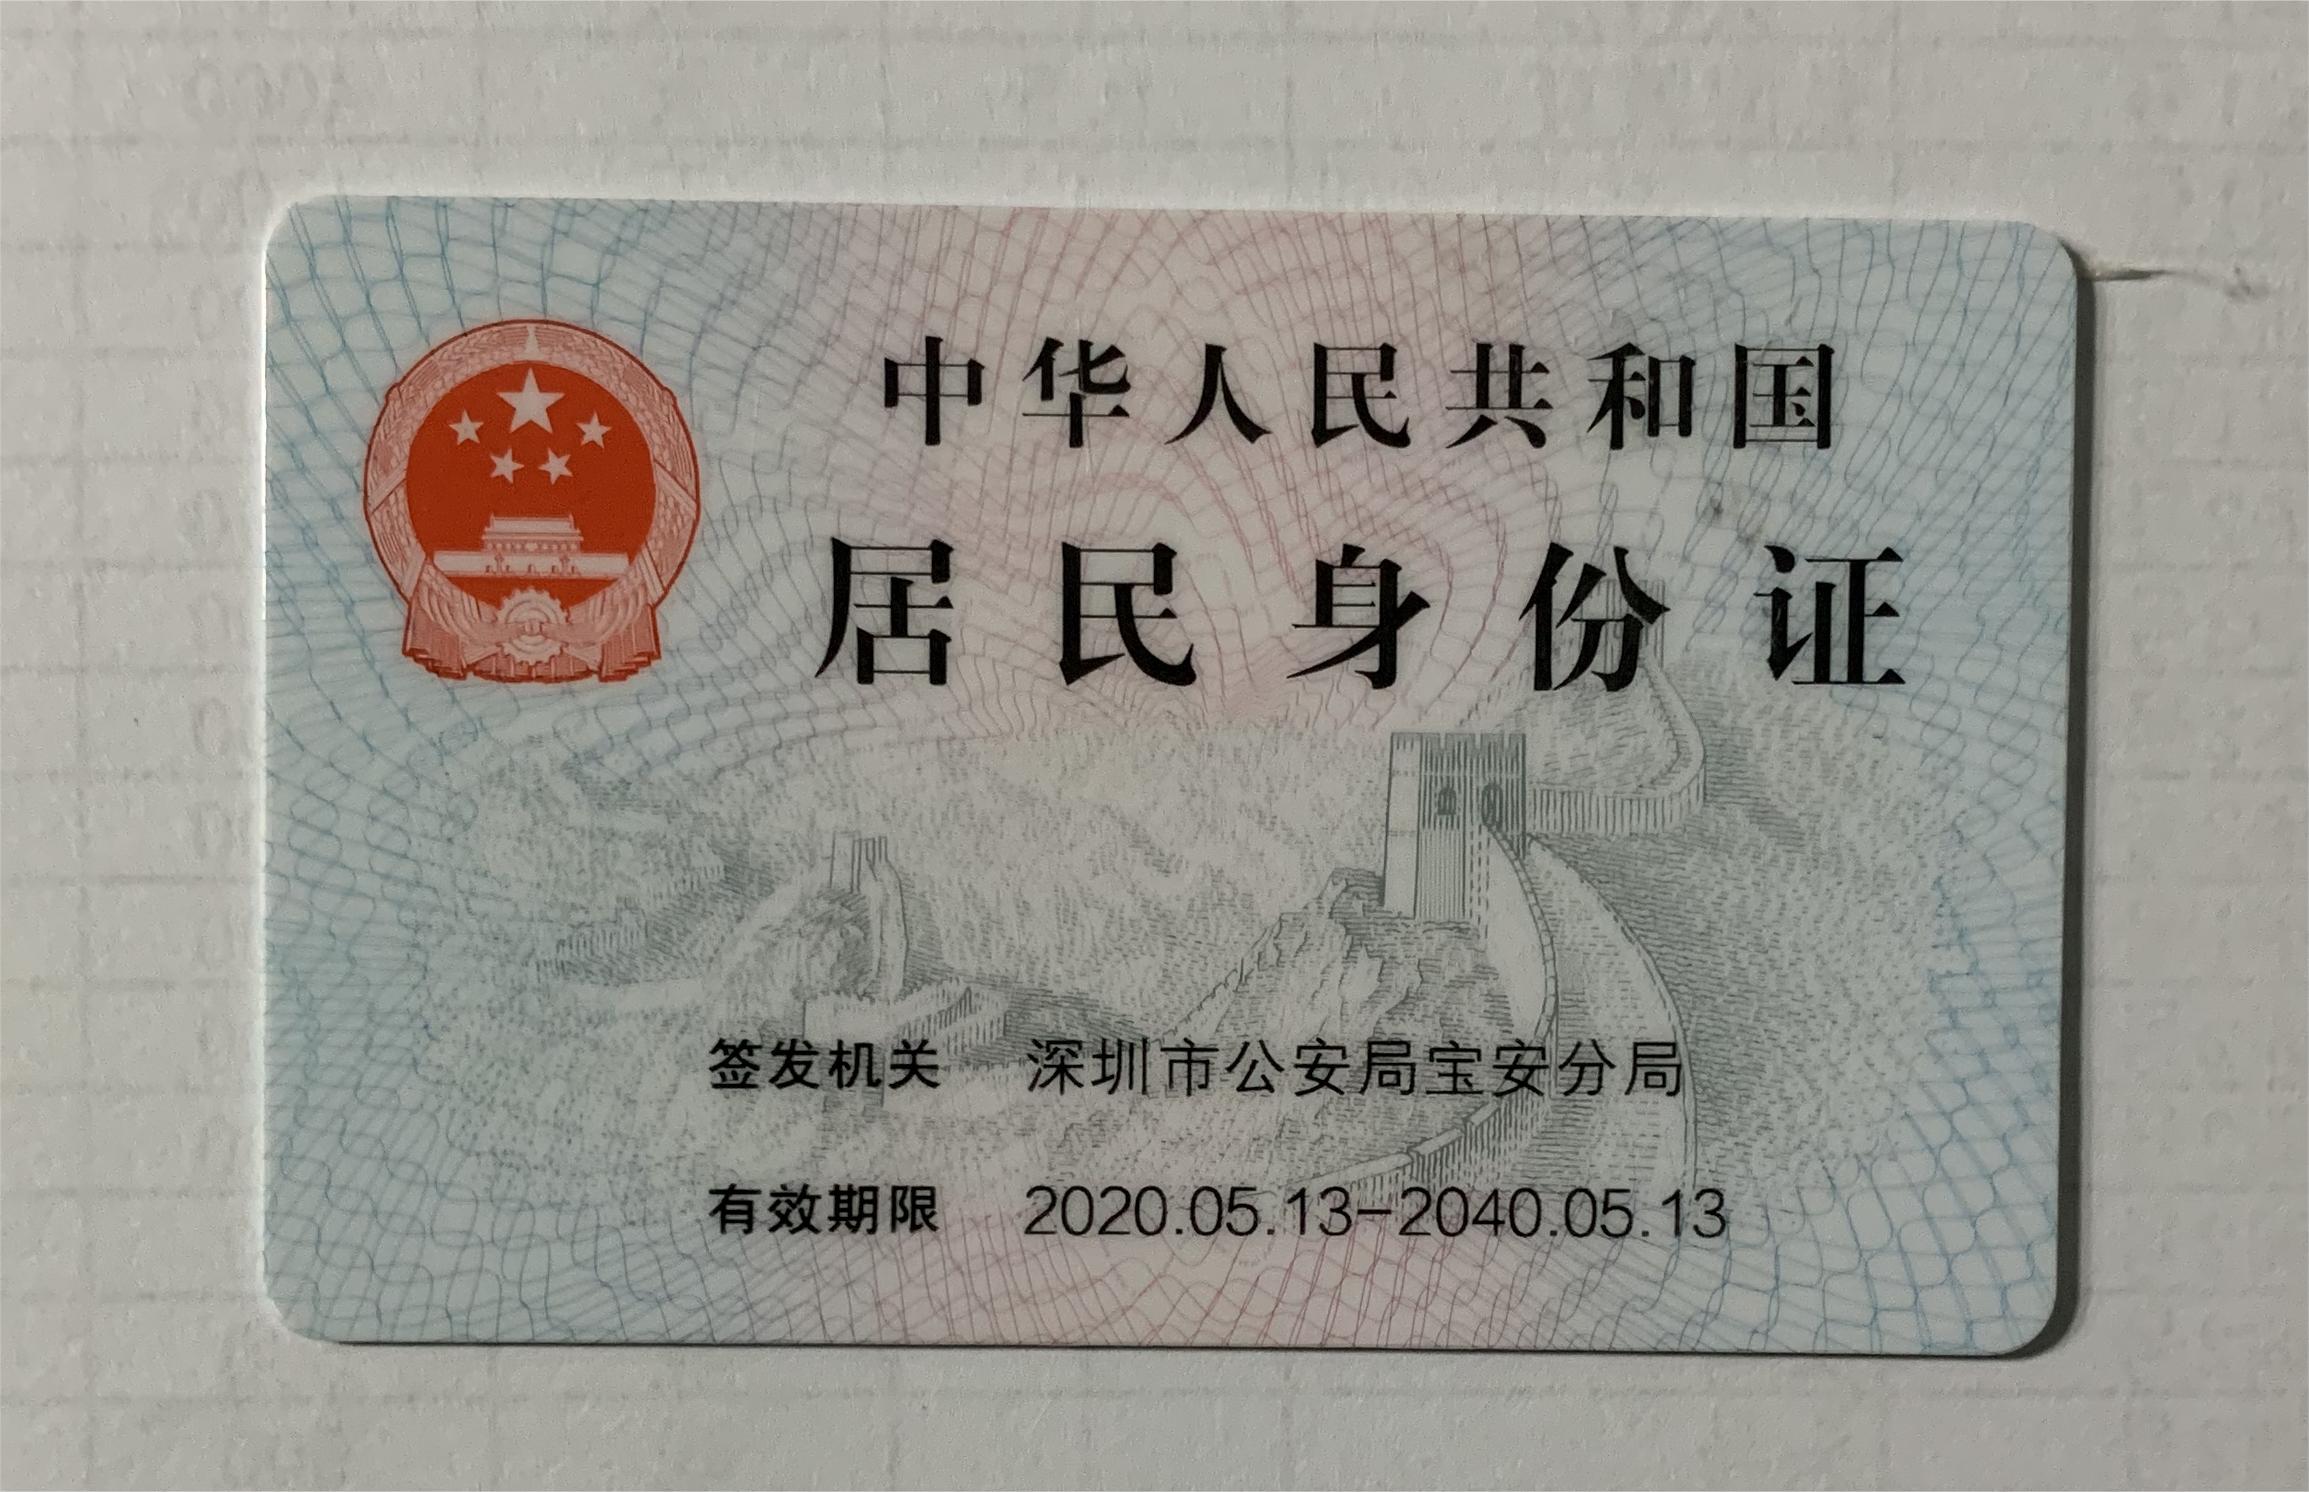 中华人民共和国
居民身份证
签发机关 深圳市公安局宝安分局
有效期限 2020.05.13-2040.05.13